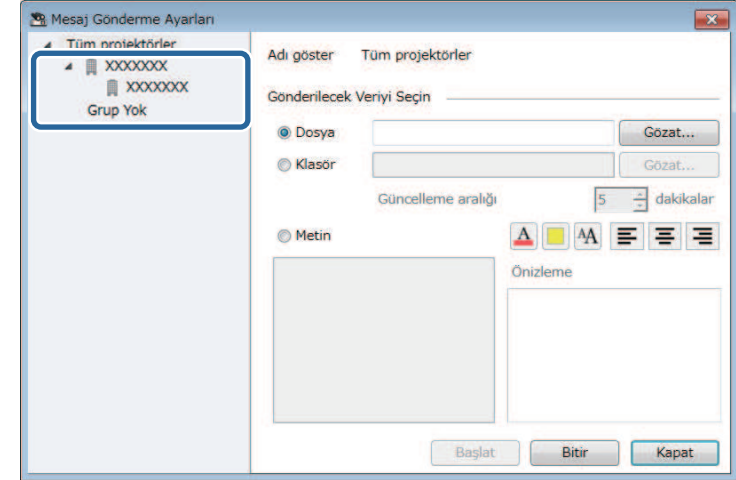 Mesaj Gönderme Ayarları
Tüm projektörler
XXXXXXX
XXXXXXX
Grup Yok
Adı göster Tüm projektörler
Gönderilecek Veriyi Seçin
Dosya Gözat...
Klasör Gözat...
Güncelleme aralığı 5 dakikalar
Metin A AA
Önizleme
Başlat Bitir Kapat